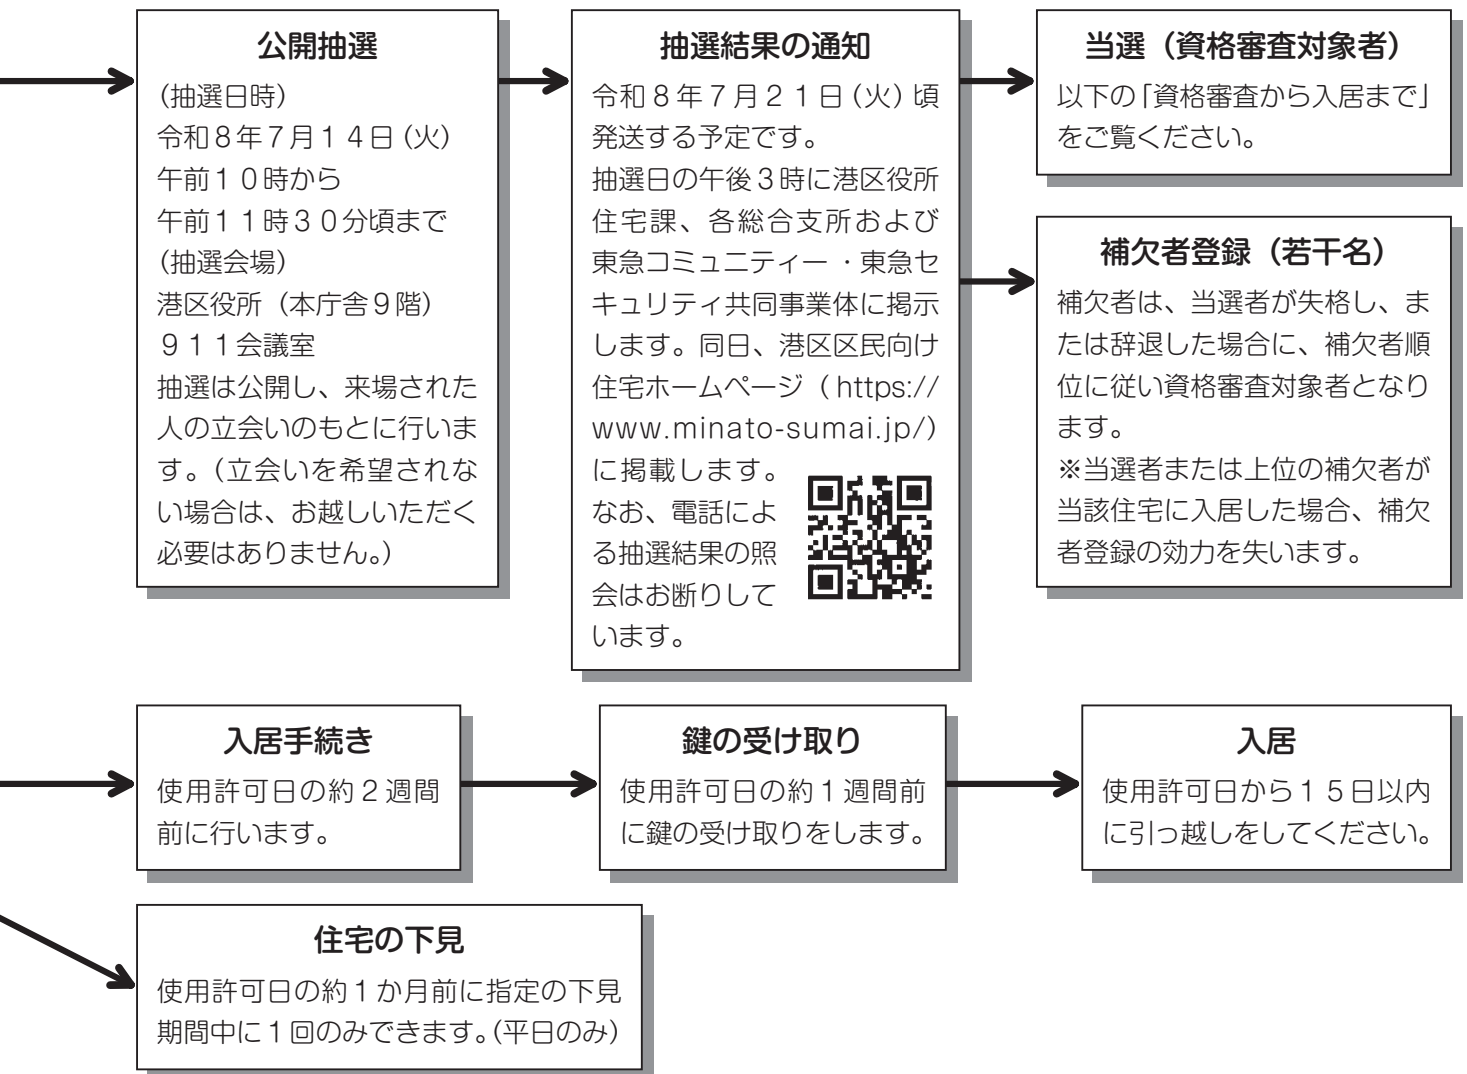 公開抽選
(抽選日時)
令和8年7月14日(火)
午前10時から
午前11時30分頃まで
(抽選会場)
港区役所(本庁舎9階)
911会議室
抽選は公開し、来場された
人の立会いのもとに行いま
す。(立会いを希望されな
い場合は、お越しいただく
必要はありません。)
抽選結果の通知
令和8年7月21日(火)頃
発送する予定です。
抽選日の午後3時に港区役所
住宅課、各総合支所および
東急コミュニティー・東急セ
キュリティ共同事業体に掲示
します。同日、港区区民向け
住宅ホームページ(https://
www.minato-sumai.jp/)
に掲載します。
なお、電話によ
る抽選結果の照
会はお断りして
います。
当選(資格審査対象者)
以下の「資格審査から入居まで」
をご覧ください。
補欠者登録(若干名)
補欠者は、当選者が失格し、ま
たは辞退した場合に、補欠者順
位に従い資格審査対象者となり
ます。
※当選者または上位の補欠者が
当該住宅に入居した場合、補欠
者登録の効力を失います。
入居手続き
使用許可日の約2週間
前に行います。
鍵の受け取り
使用許可日の約1週間前
に鍵の受け取りをします。
入居
使用許可日から15日以内
に引っ越しをしてください。
住宅の下見
使用許可日の約1か月前に指定の下見
期間中に1回のみできます。(平日のみ)